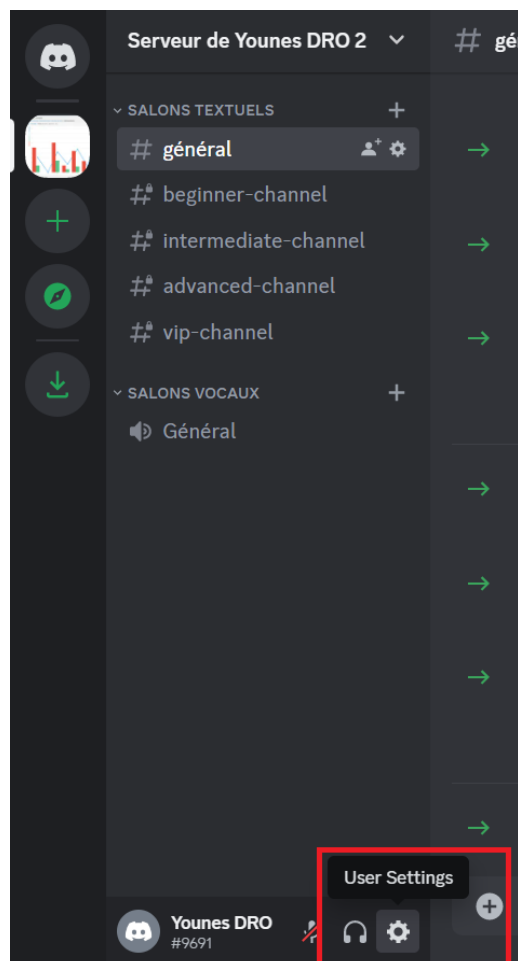 Serveur de Younes DRO 2
gé
SALONS TEXTUELS
général
beginner-channel
intermediate-channel
advanced-channel
vip-channel
SALONS VOCAUX
Général
User Settings
Younes DRO
#9691